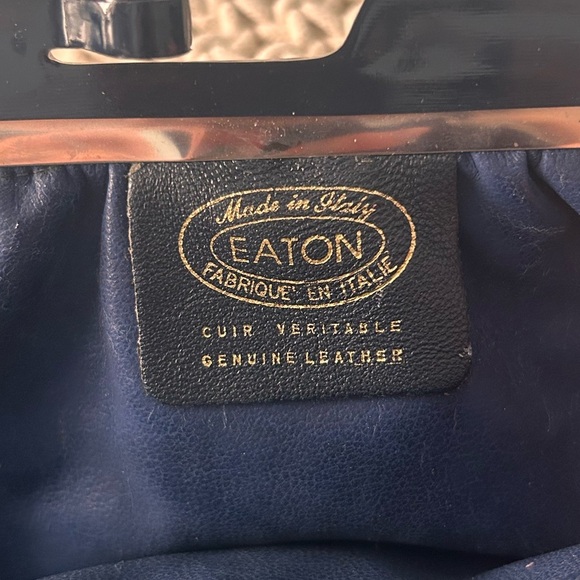 Made in Italy
EATON
FABRIQUE' EN ITALIE
CUIR VERITABLE
GENUINE LEATHER